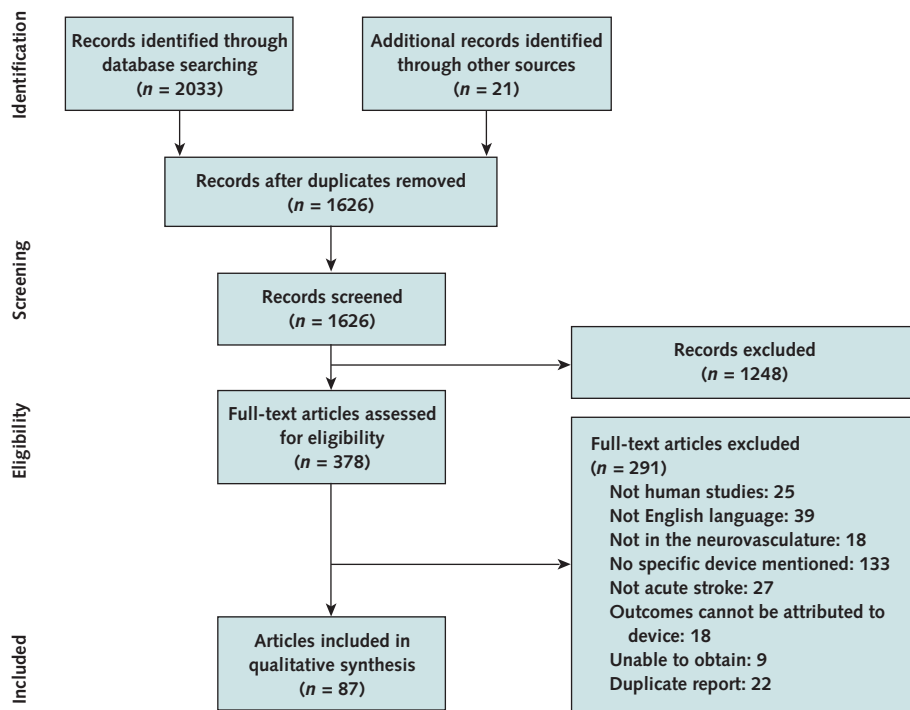 Identification
Records identified through
database searching
(n = 2033)
Additional records identified
through other sources
(n = 21)
Records after duplicates removed
(n = 1626)
Screening
Records screened
(n = 1626)
Records excluded
(n = 1248)
Eligibility
Full-text articles assessed
for eligibility
(n = 378)
Full-text articles excluded
(n = 291)
Not human studies: 25
Not English language: 39
Not in the neurovasculature: 18
No specific device mentioned: 133
Not acute stroke: 27
Outcomes cannot be attributed to
device: 18
Unable to obtain: 9
Duplicate report: 22
Included
Articles included in
qualitative synthesis
(n = 87)